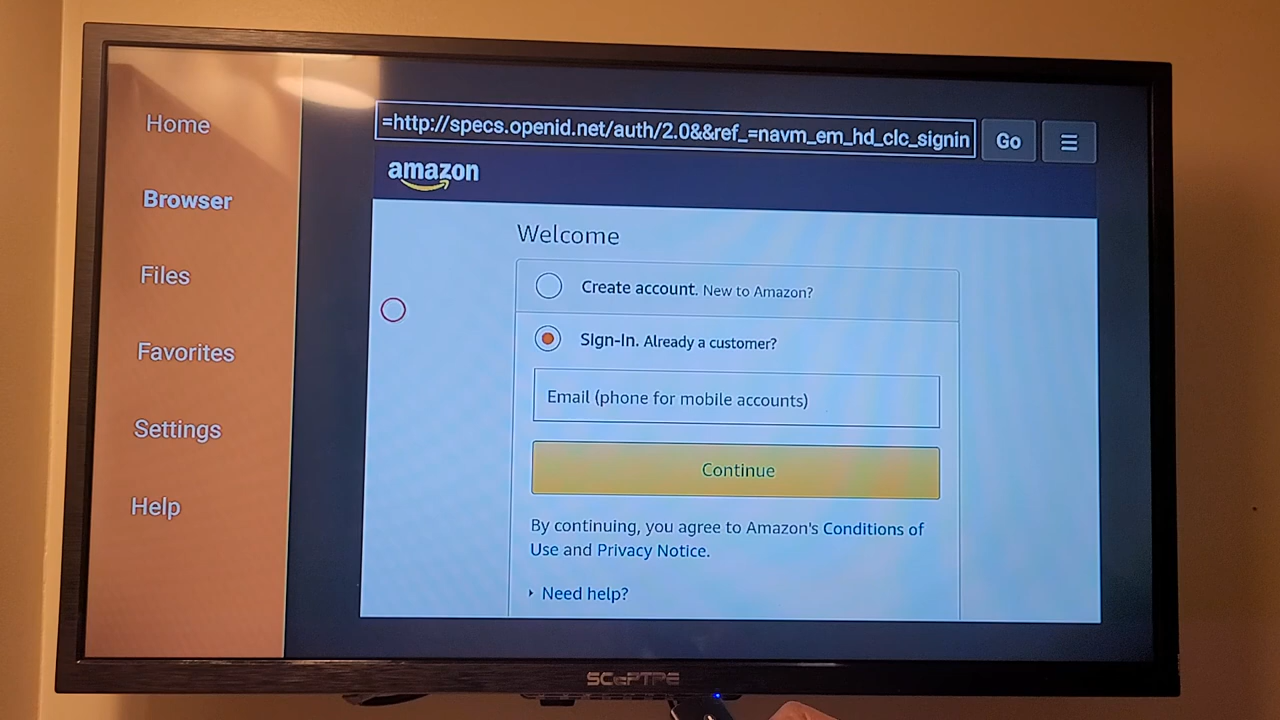 Home
Browser
Files
Favorites
Settings
Help
=http://specs.openid.net/auth/2.0&&ref_=navm_em_hd_clc_signin
Go
amazon
Welcome
Create account. New to Amazon?
Sign-In. Already a customer?
Email (phone for mobile accounts)
Continue
By continuing, you agree to Amazon's Conditions of
Use and Privacy Notice.
Need help?
SCEPTRE